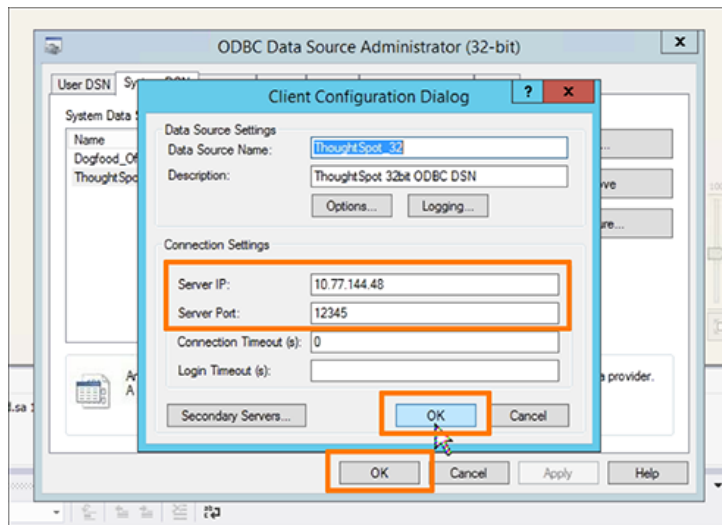 ODBC Data Source Administrator (32-bit)
x
User DSN
Client Configuration Dialog
?
x
System Data
Name
Dogfood_Of
ThoughtSpo
Data Source Settings
Data Source Name:
ThoughtSpot_32
Description:
ThoughtSpot 32bit ODBC DSN
Options...
Logging...
Connection Settings
Server IP:
10.77.144.48
Server Port:
12345
Connection Timeout (s):
0
Login Timeout (s):
a provider.
Secondary Servers...
OK
Cancel
OK
Cancel
Apply
Help